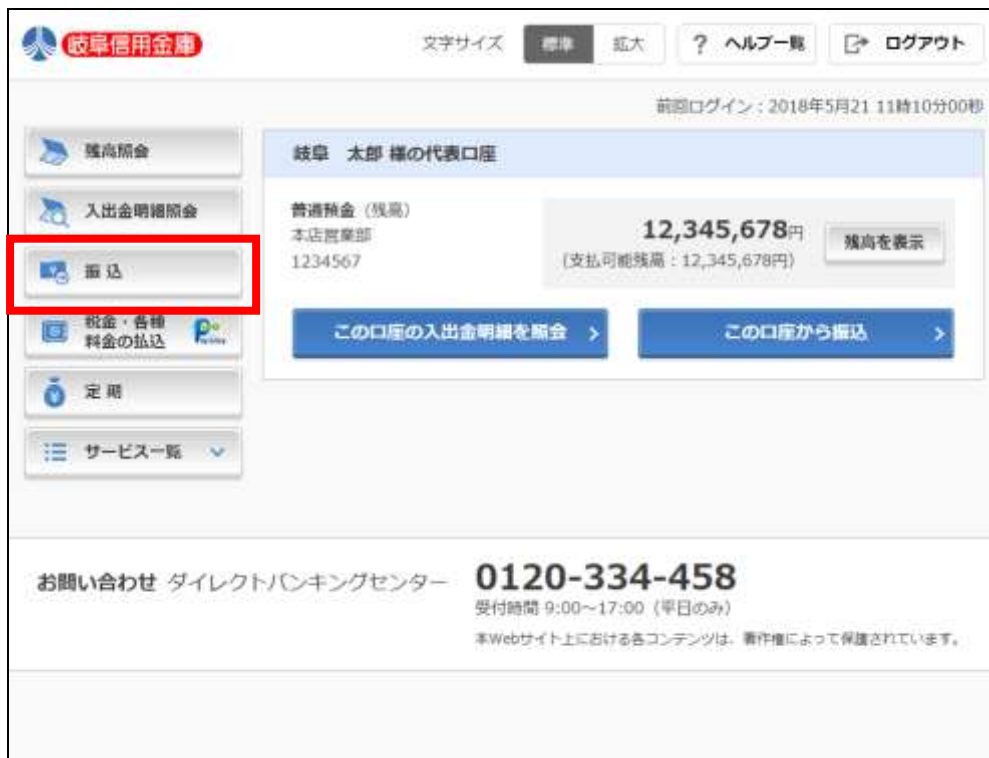 岐阜信用金庫
文字サイズ 標準 拡大 ? ヘルプ一覧 ログアウト
前回ログイン：2018年5月21 11時10分00秒
残高照会
入出金明細照会
振込
税金・各種
料金の払込
定期
サービス一覧
岐阜　太郎 様の代表口座
普通預金（残高）
本店営業部
1234567
12,345,678円
(支払可能残高：12,345,678円)
残高を表示
この口座の入出金明細を照会
この口座から振込
お問い合わせ ダイレクトバンキングセンター
0120-334-458
受付時間 9:00～17:00（平日のみ）
本Webサイト上における各コンテンツは、著作権によって保護されています。